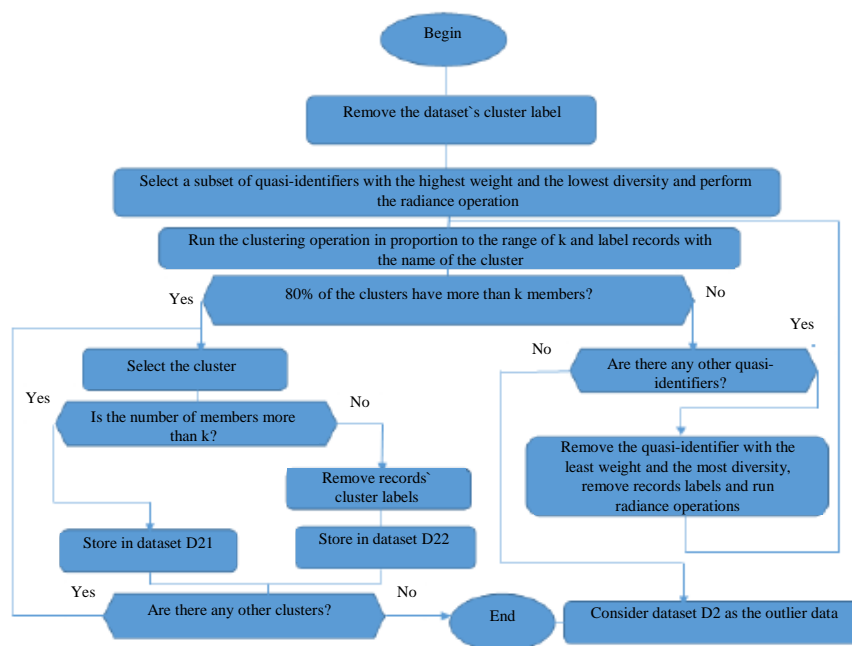 Begin
Remove the dataset`s cluster label
Select a subset of quasi-identifiers with the highest weight and the lowest diversity and perform
the radiance operation
Run the clustering operation in proportion to the range of k and label records with
the name of the cluster
Yes
80% of the clusters have more than k members?
No
Yes
No
Select the cluster
Are there any other quasi-
identifiers?
Yes
Is the number of members more
than k?
No
Remove the quasi-identifier with the
least weight and the most diversity,
remove records labels and run
radiance operations
Remove records`
cluster labels
Store in dataset D21
Store in dataset D22
Yes
Are there any other clusters?
No
End
Consider dataset D2 as the outlier data